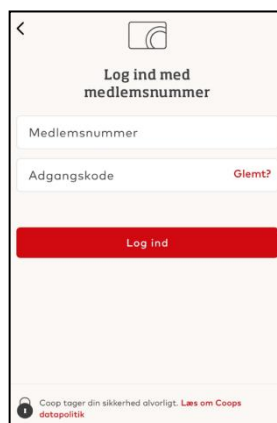 Log ind med
medlemsnummer
Medlemsnummer
Adgangskode Glemt?
Log ind
Coop tager din sikkerhed alvorligt. Læs om Coops
datapolitik